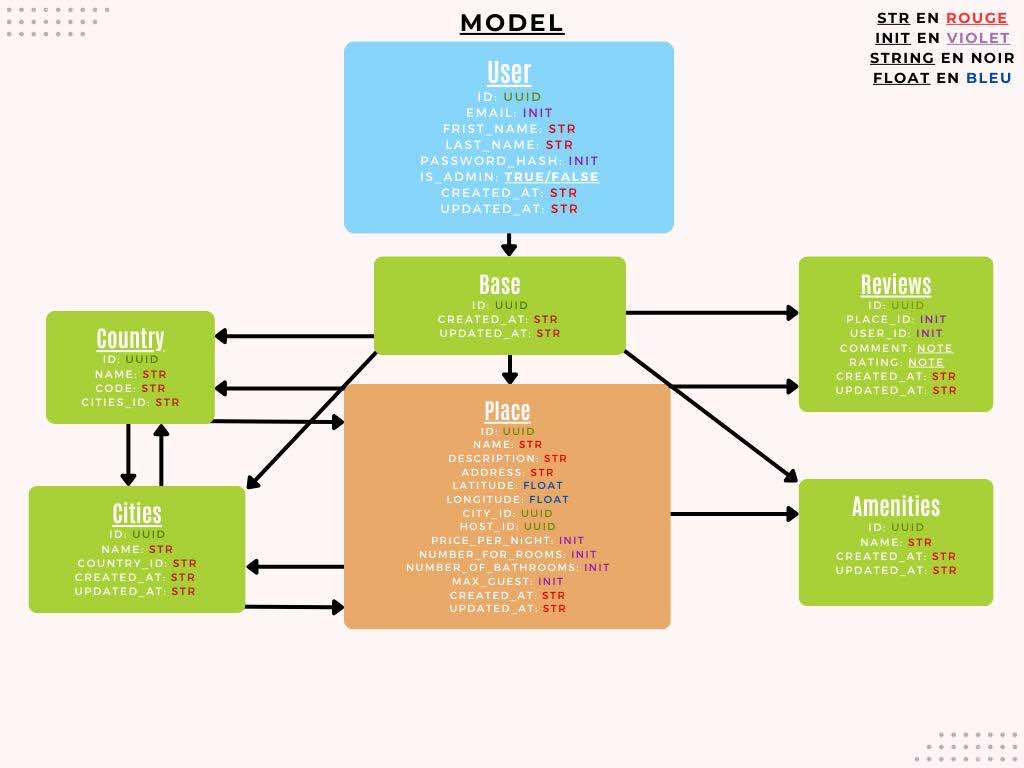 MODEL
STR EN ROUGE
INIT EN VIOLET
STRING EN NOIR
FLOAT EN BLEU
User
ID: UUID
EMAIL: INIT
FRIST_NAME: STR
LAST_NAME: STR
PASSWORD_HASH: INIT
IS_ADMIN: TRUE/FALSE
CREATED_AT: STR
UPDATED_AT: STR
Base
ID: UUID
CREATED_AT: STR
UPDATED_AT: STR
Reviews
ID: UUID
PLACE_ID: INIT
USER_ID: INIT
COMMENT: NOTE
RATING: NOTE
CREATED_AT: STR
UPDATED_AT: STR
Country
ID: UUID
NAME: STR
CODE: STR
CITIES_ID: STR
Place
ID: UUID
NAME: STR
DESCRIPTION: STR
ADDRESS: STR
LATITUDE: FLOAT
LONGITUDE: FLOAT
CITY_ID: UUID
HOST_ID: UUID
PRICE_PER_NIGHT: INIT
NUMBER_FOR_ROOMS: INIT
NUMBER_OF_BATHROOMS: INIT
MAX_GUEST: INIT
CREATED_AT: STR
UPDATED_AT: STR
Cities
ID: UUID
NAME: STR
COUNTRY_ID: STR
CREATED_AT: STR
UPDATED_AT: STR
Amenities
ID: UUID
NAME: STR
CREATED_AT: STR
UPDATED_AT: STR